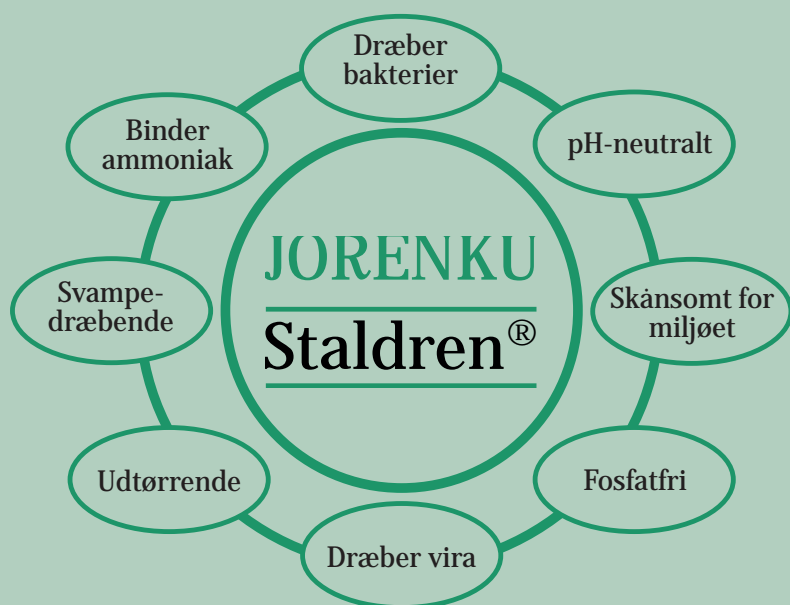 Dræber
bakterier
Binder
ammoniak
pH-neutralt
JORENKU
Svampe-
dræbende
Skånsomt for
miljøet
Staldren®
Udtørrende
Fosfatfri
Dræber vira